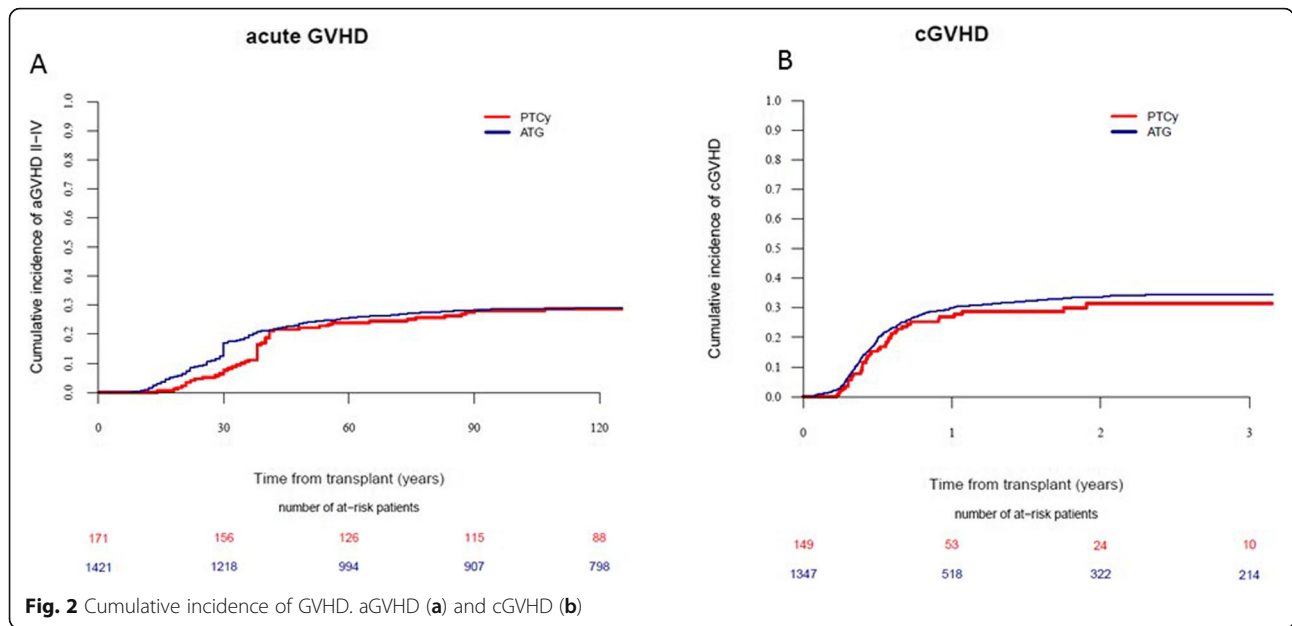 acute GVHD
A
Cumulative incidence of aGVHD II–IV
1.0
0.9
0.8
0.7
0.6
0.5
0.4
0.3
0.2
0.1
0.0
PTCy
ATG
0 30 60 90 120
Time from transplant (years)
number of at–risk patients
171 156 126 115 88
1421 1218 994 907 798
cGVHD
B
Cumulative incidence of cGVHD
1.0
0.9
0.8
0.7
0.6
0.5
0.4
0.3
0.2
0.1
0.0
PTCy
ATG
0 1 2 3
Time from transplant (years)
number of at–risk patients
149 53 24 10
1347 518 322 214
Fig. 2 Cumulative incidence of GVHD. aGVHD (a) and cGVHD (b)